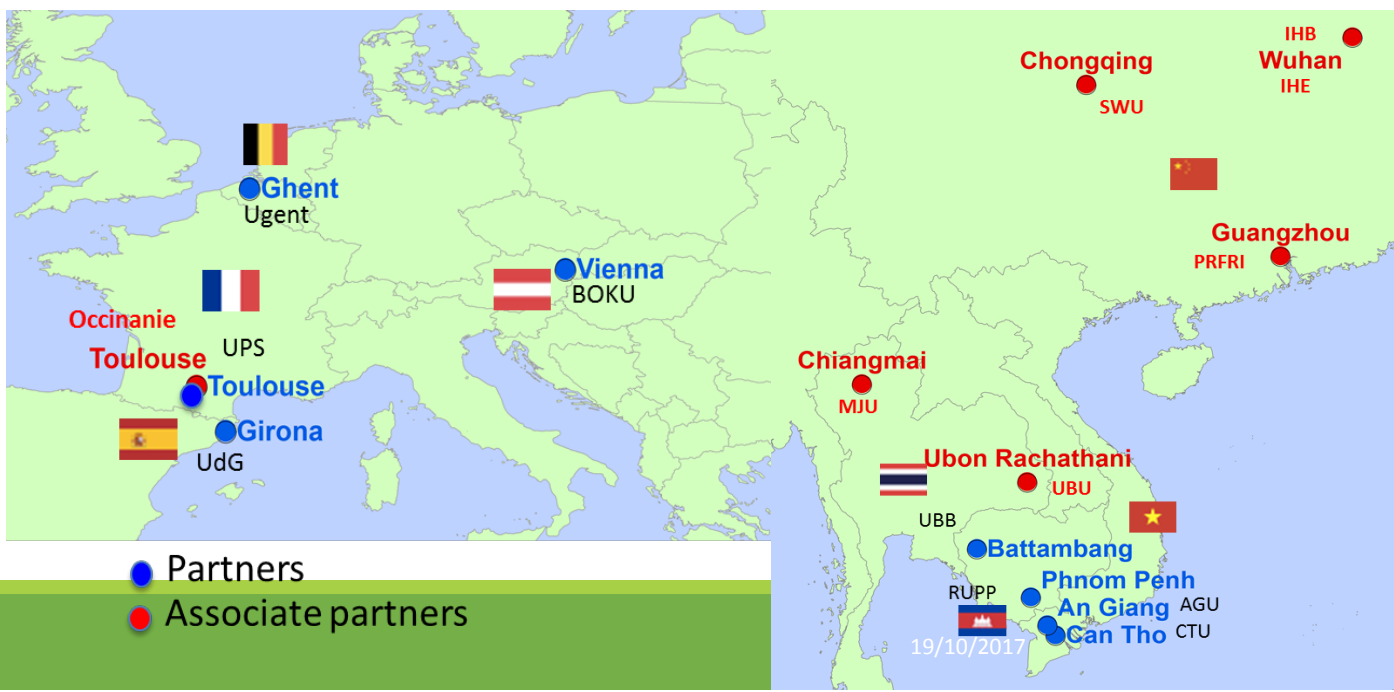 Ghent
Ugent
Vienna
BOKU
Occinanie
UPS
Toulouse
Toulouse
Girona
UdG
Partners
Associate partners
IHB
Wuhan
IHE
Chongqing
SWU
Guangzhou
PRFRI
Chiangmai
MJU
Ubon Rachathani
UBU
UBB
Battambang
Phnom Penh
RUPP
An Giang
AGU
Can Tho
CTU
19/10/2017